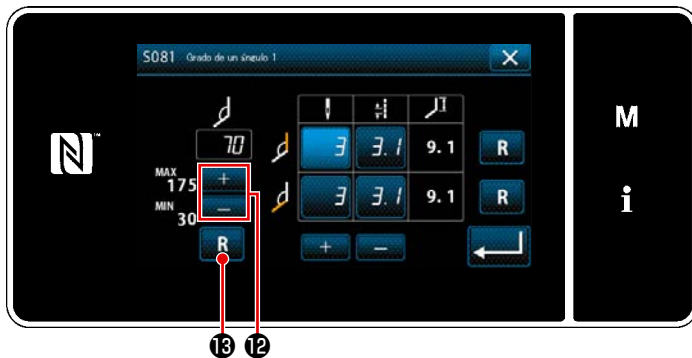 S081 Grado de un ángulo 1
M
N ™
70
3 3.1 9.1 R
MAX
175 +
MIN
30 −
3 3.1 9.1 R
i
R + −
⓭ ⓬